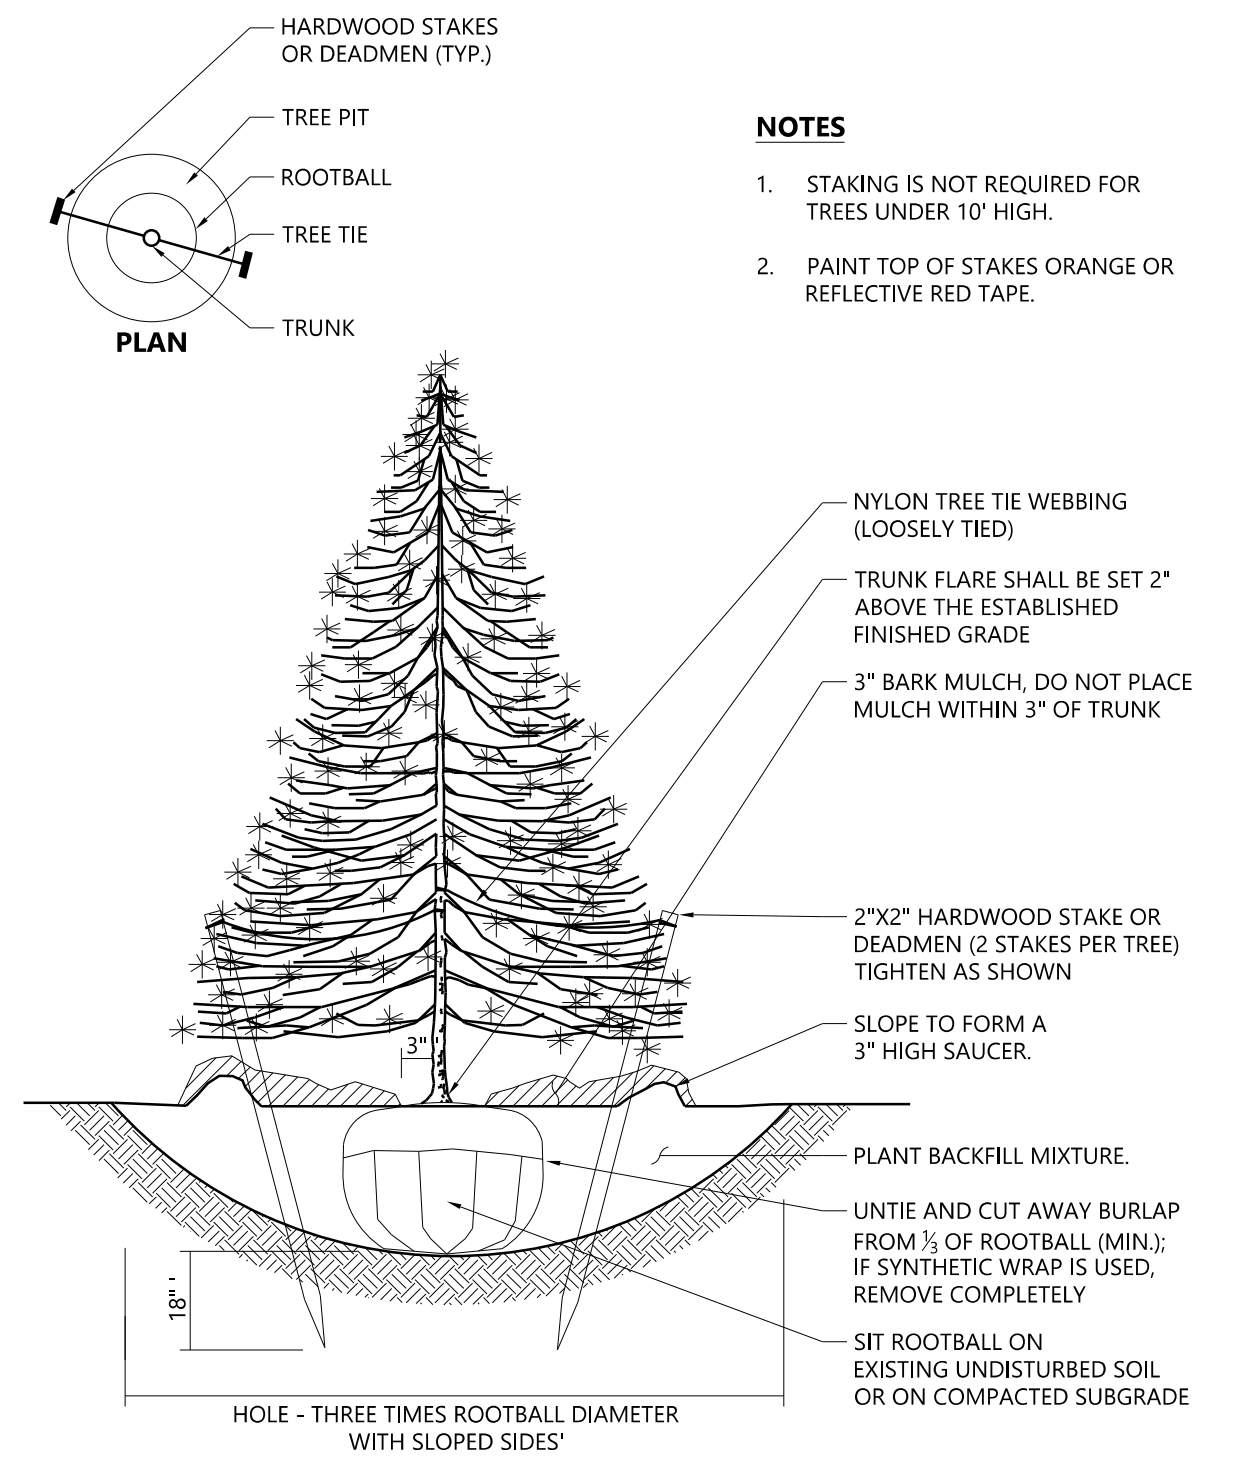 HARDWOOD STAKES
OR DEADMEN (TYP.)
TREE PIT
ROOTBALL
TREE TIE
TRUNK
PLAN
NOTES
1. STAKING IS NOT REQUIRED FOR
TREES UNDER 10' HIGH.
2. PAINT TOP OF STAKES ORANGE OR
REFLECTIVE RED TAPE.
NYLON TREE TIE WEBBING
(LOOSELY TIED)
TRUNK FLARE SHALL BE SET 2"
ABOVE THE ESTABLISHED
FINISHED GRADE
3" BARK MULCH, DO NOT PLACE
MULCH WITHIN 3" OF TRUNK
2"X2" HARDWOOD STAKE OR
DEADMEN (2 STAKES PER TREE)
TIGHTEN AS SHOWN
SLOPE TO FORM A
3" HIGH SAUCER.
3"
PLANT BACKFILL MIXTURE.
UNTIE AND CUT AWAY BURLAP
FROM 1/3 OF ROOTBALL (MIN.);
IF SYNTHETIC WRAP IS USED,
REMOVE COMPLETELY
SIT ROOTBALL ON
EXISTING UNDISTURBED SOIL
OR ON COMPACTED SUBGRADE
18" '
HOLE - THREE TIMES ROOTBALL DIAMETER
WITH SLOPED SIDES'